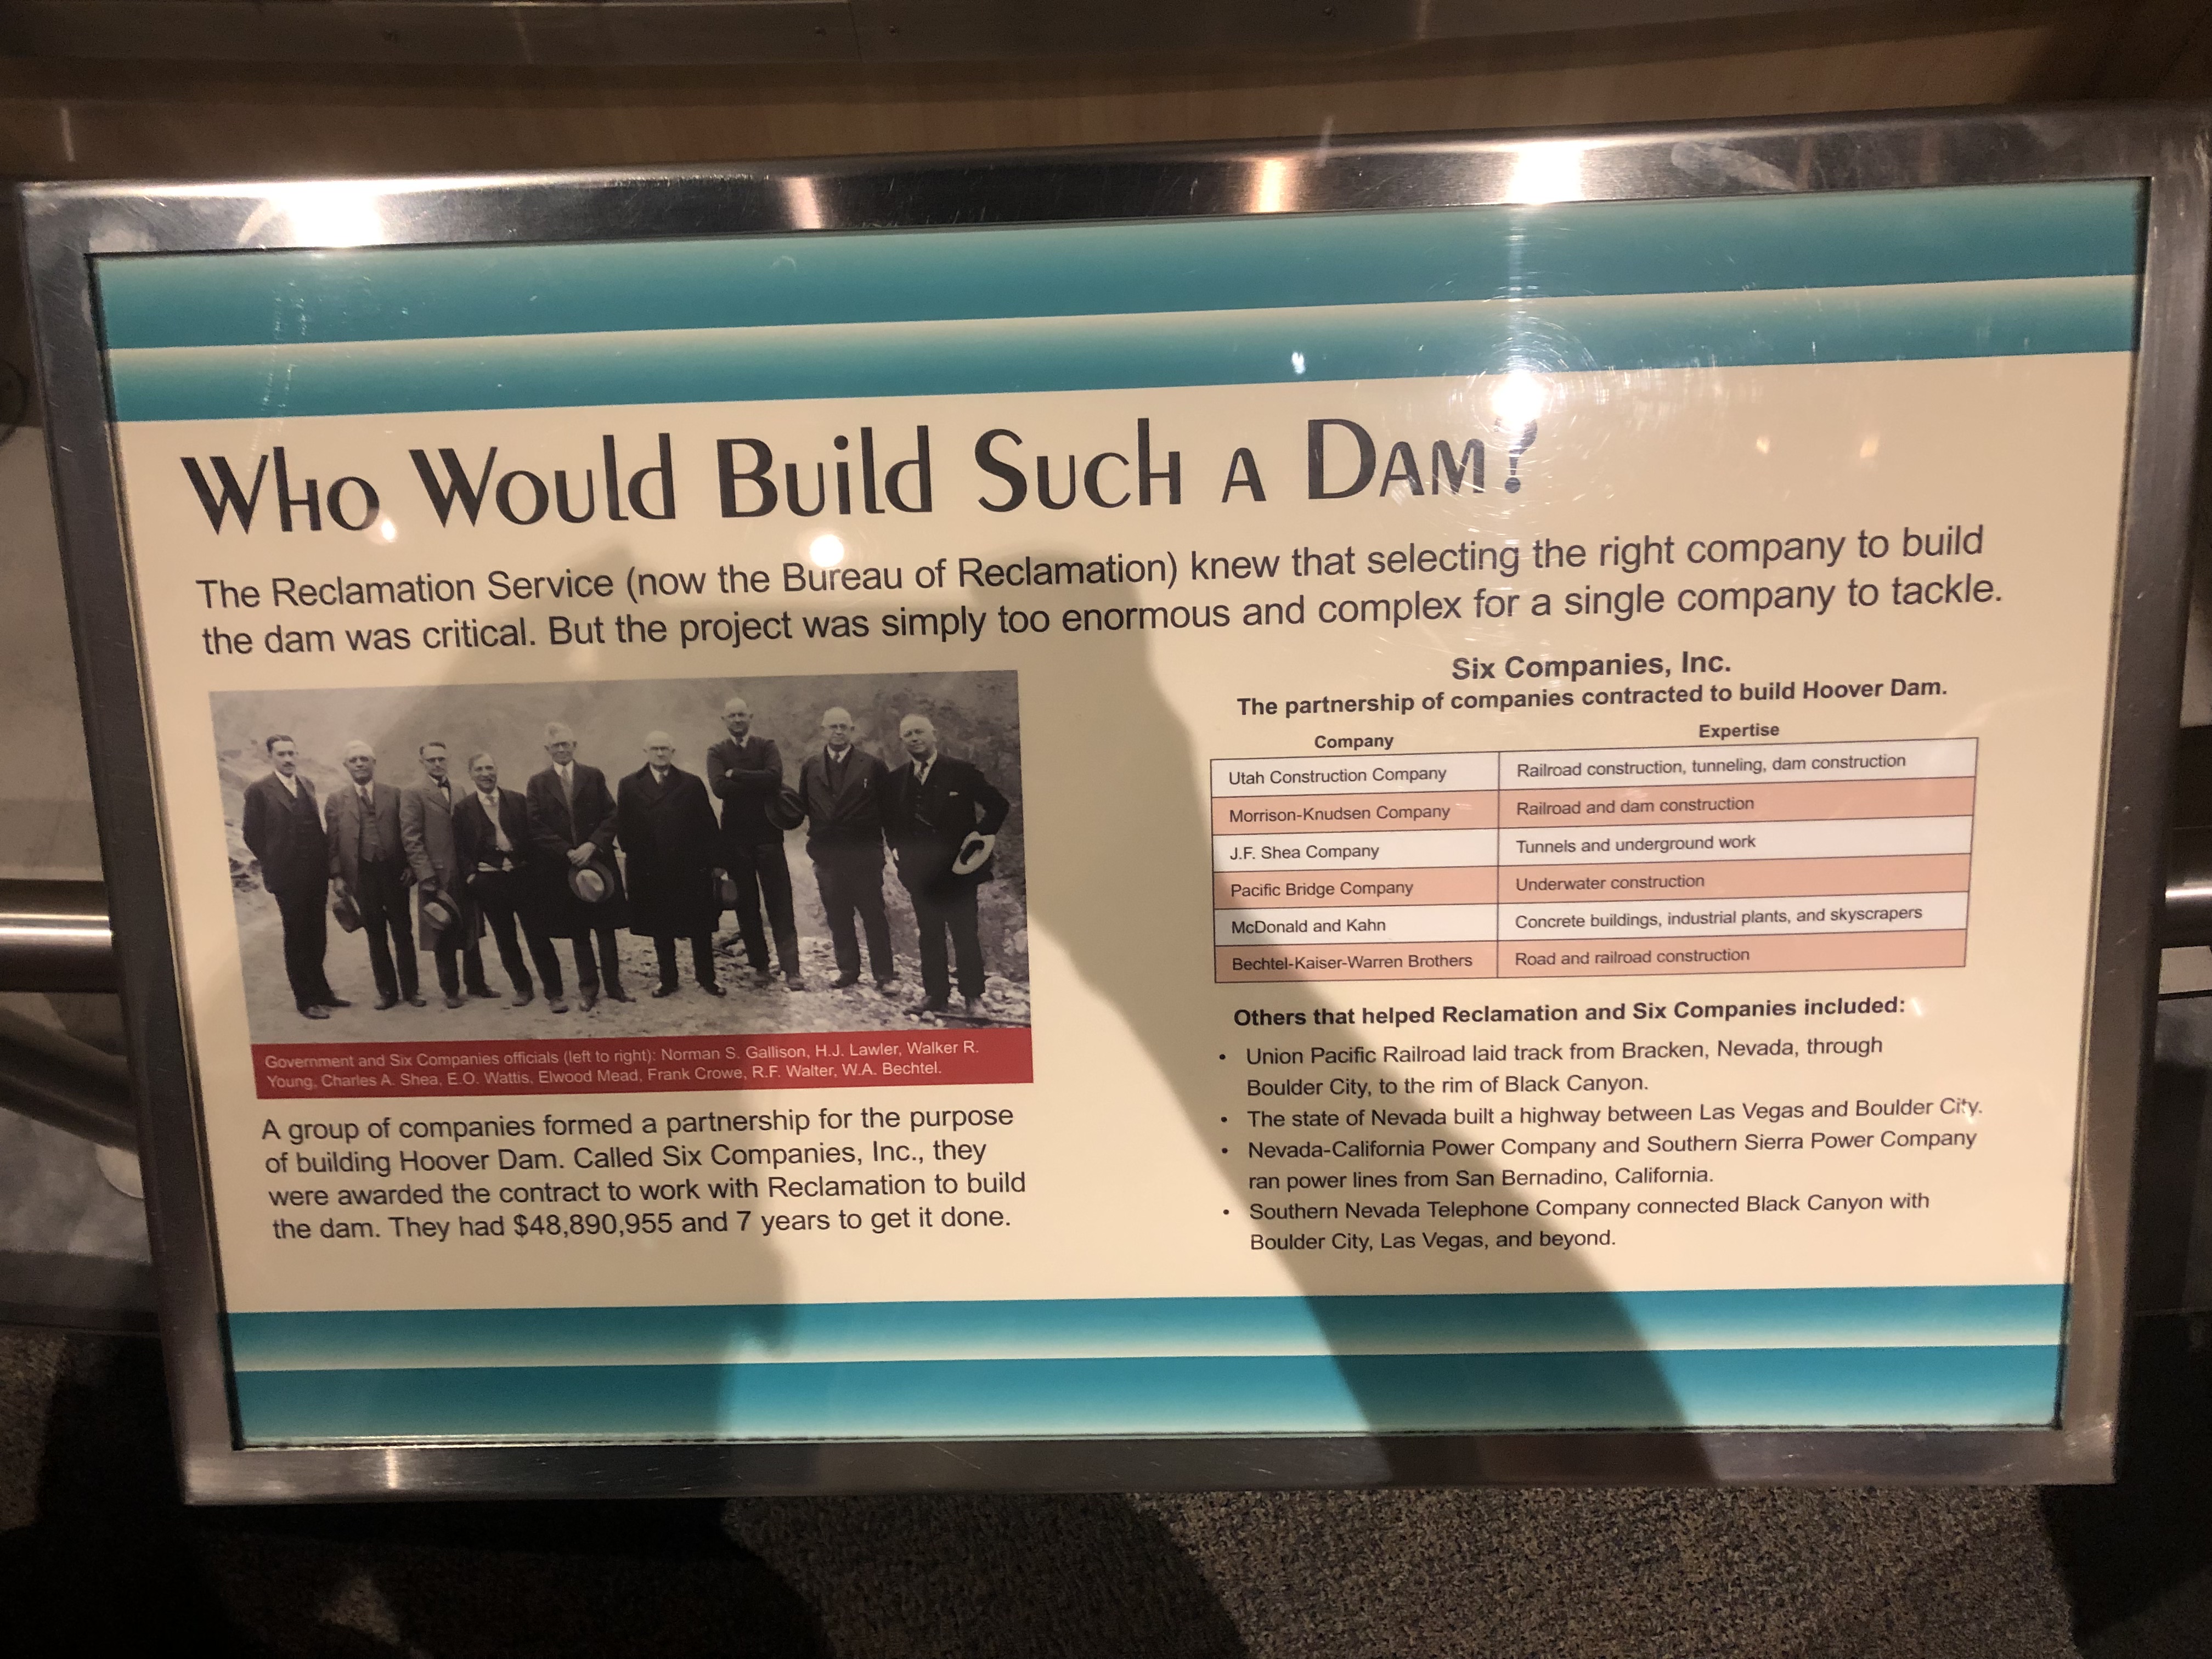 Who Would Build Such a Dam?
The Reclamation Service (now the Bureau of Reclamation) knew that selecting the right company to build
the dam was critical. But the project was simply too enormous and complex for a single company to tackle.
Government and Six Companies officials (left to right): Norman S. Gallison, H.J. Lawler, Walker R.
Young, Charles A. Shea, E.O. Wattis, Elwood Mead, Frank Crowe, R.F. Walter, W.A. Bechtel.
A group of companies formed a partnership for the purpose
of building Hoover Dam. Called Six Companies, Inc., they
were awarded the contract to work with Reclamation to build
the dam. They had $48,890,955 and 7 years to get it done.
Six Companies, Inc.
The partnership of companies contracted to build Hoover Dam.
Company Expertise
Utah Construction Company Railroad construction, tunneling, dam construction
Morrison-Knudsen Company Railroad and dam construction
J.F. Shea Company Tunnels and underground work
Pacific Bridge Company Underwater construction
McDonald and Kahn Concrete buildings, industrial plants, and skyscrapers
Bechtel-Kaiser-Warren Brothers Road and railroad construction
Others that helped Reclamation and Six Companies included:
• Union Pacific Railroad laid track from Bracken, Nevada, through
Boulder City, to the rim of Black Canyon.
• The state of Nevada built a highway between Las Vegas and Boulder City.
• Nevada-California Power Company and Southern Sierra Power Company
ran power lines from San Bernadino, California.
• Southern Nevada Telephone Company connected Black Canyon with
Boulder City, Las Vegas, and beyond.